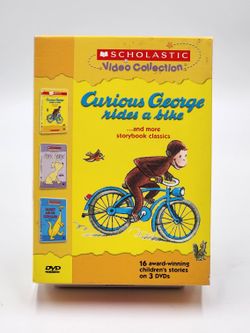 SCHOLASTIC
Video Collection
Curious George
rides a bike
...and more
storybook classics
DVD
16 award-winning
children's stories
on 3 DVDs